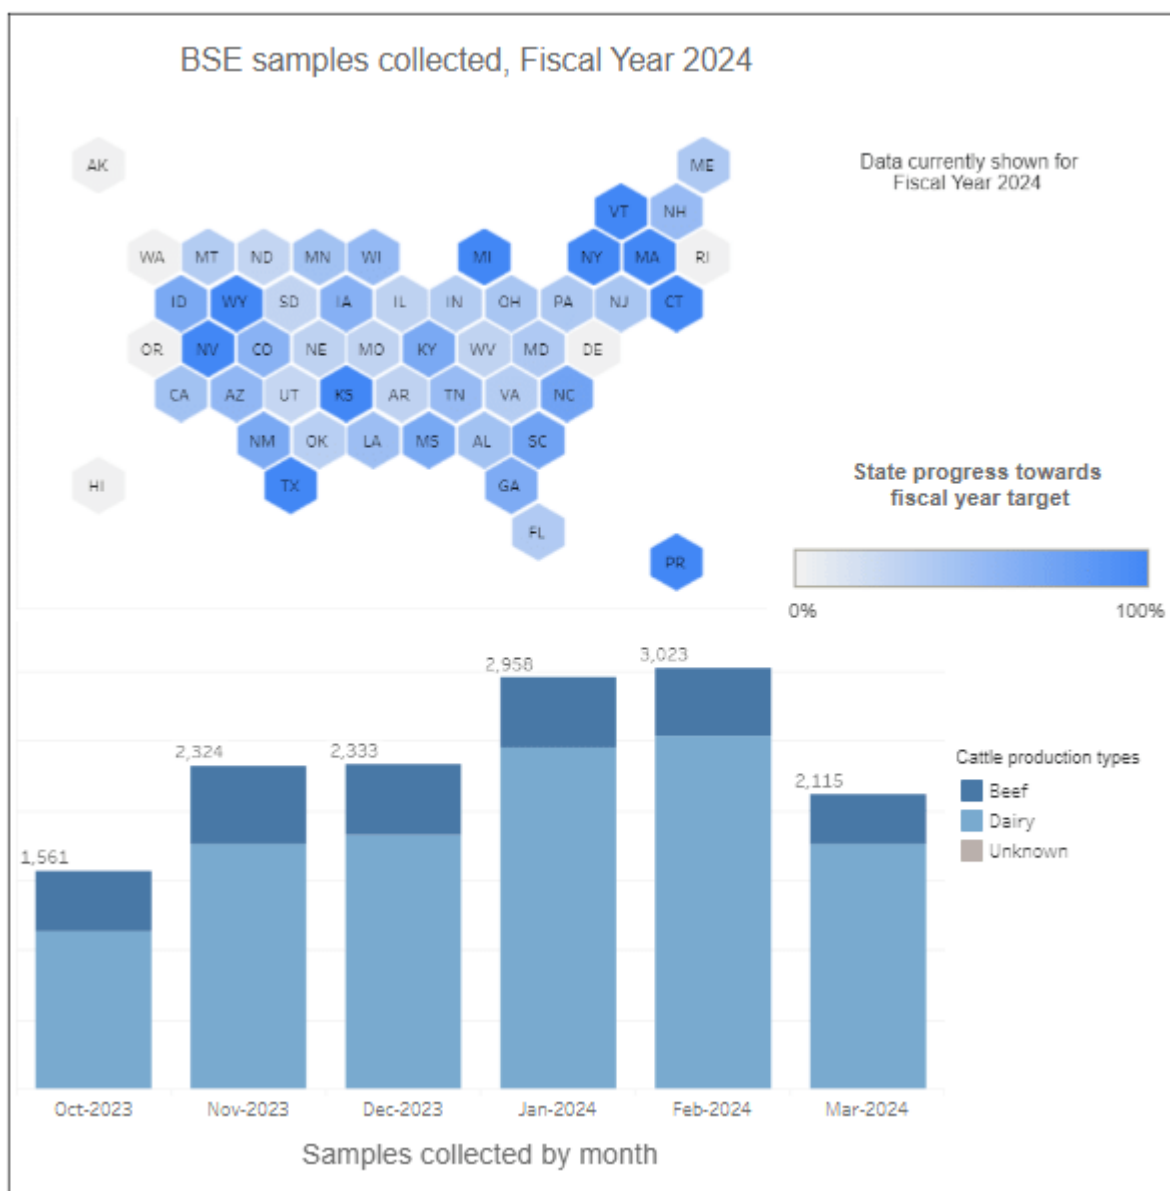 BSE samples collected, Fiscal Year 2024
AK
ME
Data currently shown for
Fiscal Year 2024
VT NH
WA MT ND MN WI MI NY MA RI
ID WY SD IA IL IN OH PA NJ CT
OR NV CO NE MO KY WV MD DE
CA AZ UT KS AR TN VA NC
NM OK LA MS AL SC
HI TX GA
FL
PR
State progress towards
fiscal year target
0% 100%
3,023
2,958
2,324
2,333
2,115
1,561
Cattle production types
Beef
Dairy
Unknown
Oct-2023 Nov-2023 Dec-2023 Jan-2024 Feb-2024 Mar-2024
Samples collected by month